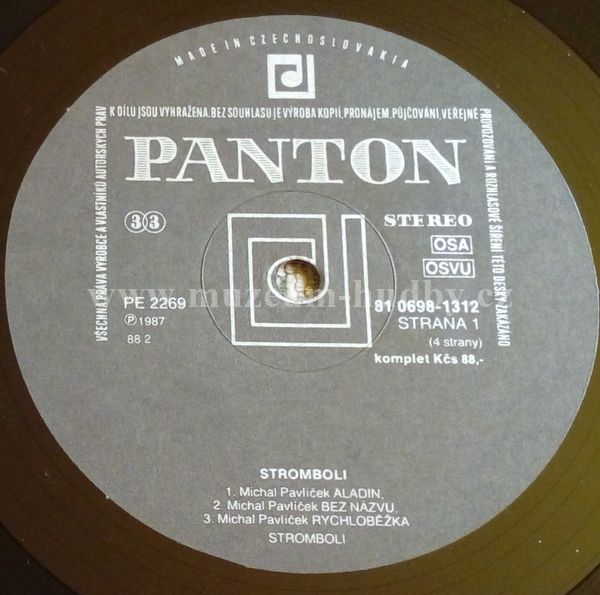 MADE IN CZECHOSLOVAKIA
VŠECHNA PRÁVA VÝROBCE A VLASTNÍKŮ AUTORSKÝCH PRÁV
K DÍLU JSOU VYHRAŽENA. BEZ SOUHLASU JE VÝROBA KOPIÍ, PRONÁJEM, PŮJČOVÁNÍ, VEŘEJNÉ
PROVOZOVÁNÍ A ROZHLASOVÉ ŠÍŘENÍ TÉTO DESKY ZAKÁZÁNO
PANTON
33
STEREO
OSA
OSVU
www.muzeum-hudby.cz
PE 2269
81 0698-1312
Ⓟ 1987
STRANA 1
88 2
(4 strany)
komplet Kčs 88,-
STROMBOLI
1. Michal Pavlíček ALADIN,
2. Michal Pavlíček BEZ NÁZVU,
3. Michal Pavlíček RYCHLOBĚŽKA
STROMBOLI